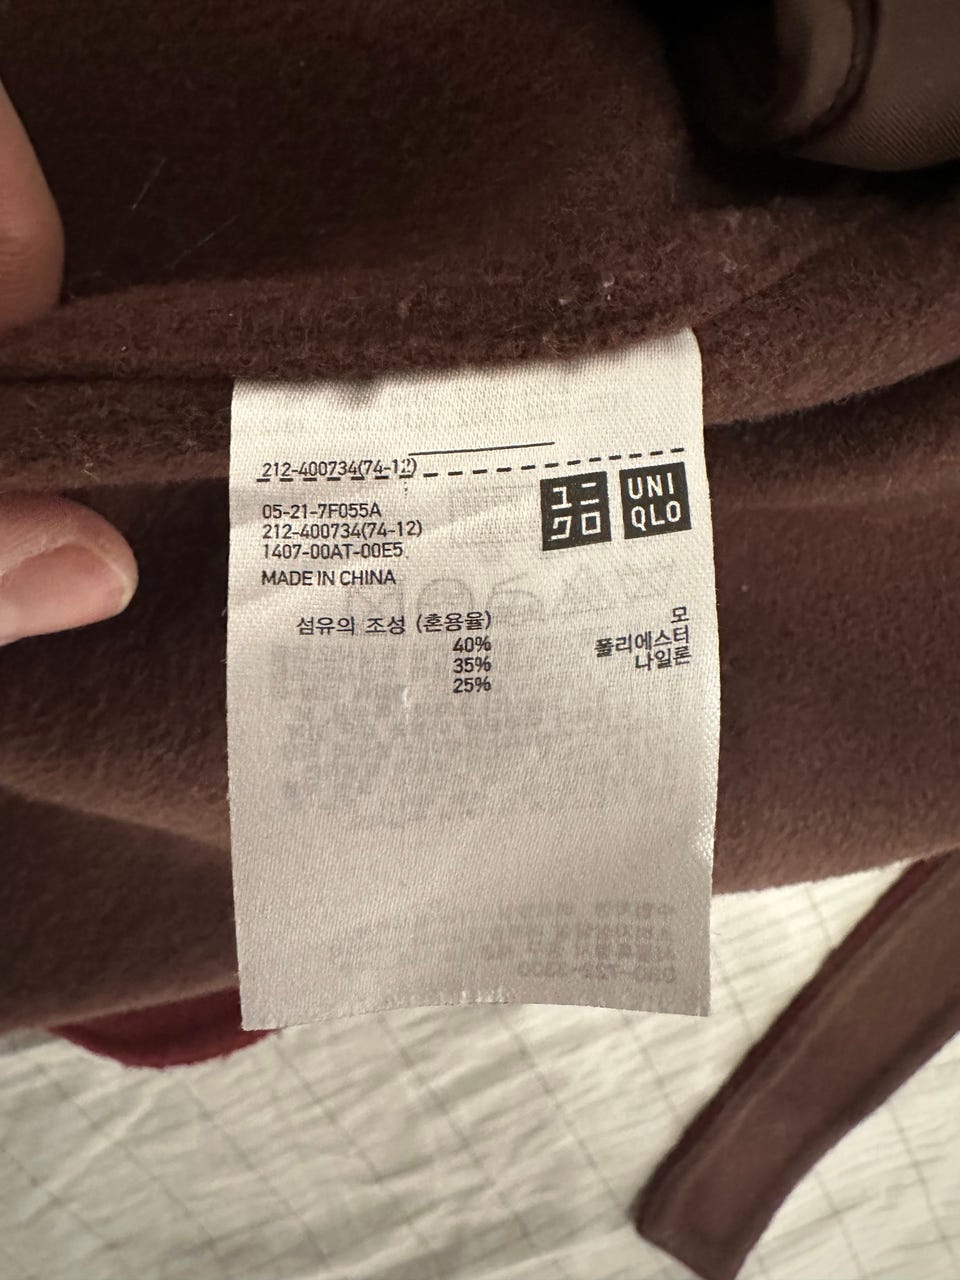 212-400734(74-12)
05-21-7F055A
212-400734(74-12)
1407-00AT-00E5
MADE IN CHINA
ユニ
クロ
UNI
QLO
섬유의 조성 (혼용율)
40% 모
35% 폴리에스터
25% 나일론